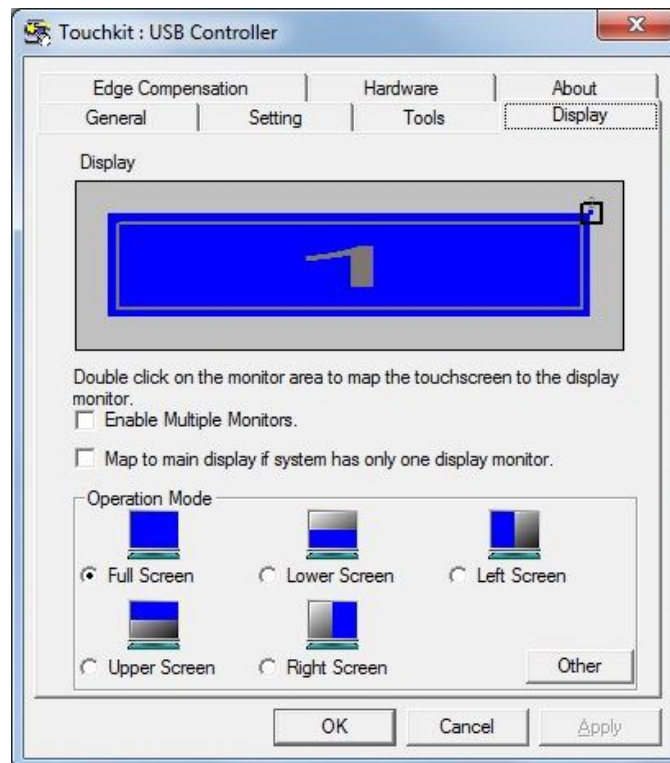 Touchkit : USB Controller
Edge Compensation Hardware About
General Setting Tools Display
Display
1
Double click on the monitor area to map the touchscreen to the display
monitor.
Enable Multiple Monitors.
Map to main display if system has only one display monitor.
Operation Mode
Full Screen Lower Screen Left Screen
Upper Screen Right Screen Other
OK Cancel Apply